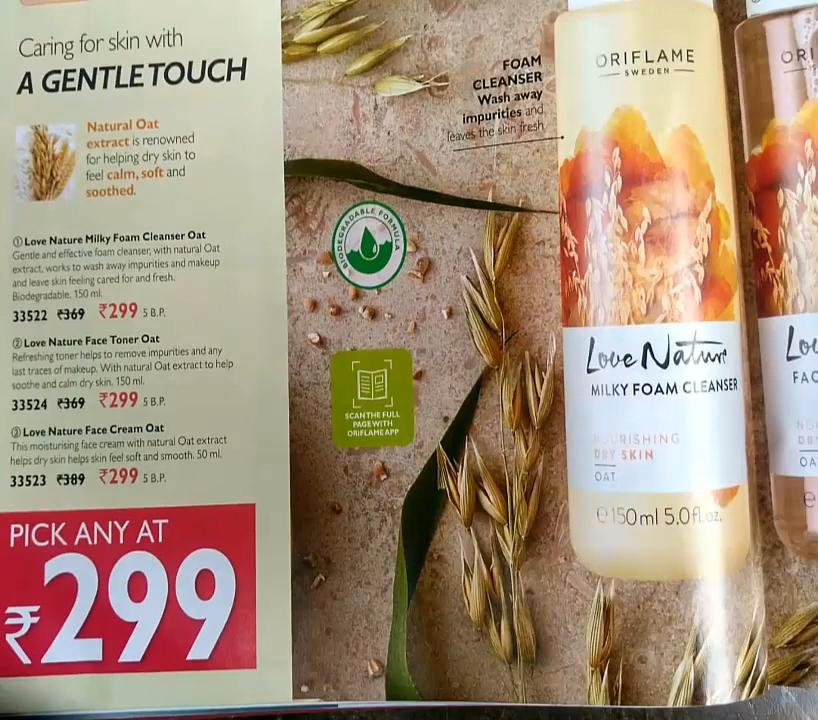 Caring for skin with
A GENTLE TOUCH
Natural Oat
extract is renowned
for helping dry skin to
feel calm, soft and
soothed.
① Love Nature Milky Foam Cleanser Oat
Gentle and effective foam cleanser, with natural Oat
extract, works to wash away impurities and makeup
and leave skin feeling cared for and fresh.
Biodegradable. 150 ml.
33522 ₹369 ₹299 5 B.P.
② Love Nature Face Toner Oat
Refreshing toner helps to remove impurities and any
last traces of makeup. With natural Oat extract to help
soothe and calm dry skin. 150 ml.
33524 ₹369 ₹299 5 B.P.
③ Love Nature Face Cream Oat
This moisturising face cream with natural Oat extract
helps dry skin helps skin feel soft and smooth. 50 ml.
33523 ₹389 ₹299 5 B.P.
PICK ANY AT
₹299
FOAM
CLEANSER
Wash away
impurities and
leaves the skin fresh
BIODEGRADABLE FORMULA
SCAN THE FULL
PAGE WITH
ORIFLAME APP
ORIFLAME
SWEDEN
Love Nature
MILKY FOAM CLEANSER
NOURISHING
DRY SKIN
OAT
℮150ml 5.0fl.oz.
ORI
Lo
FAC
NO
DR
OA
℮